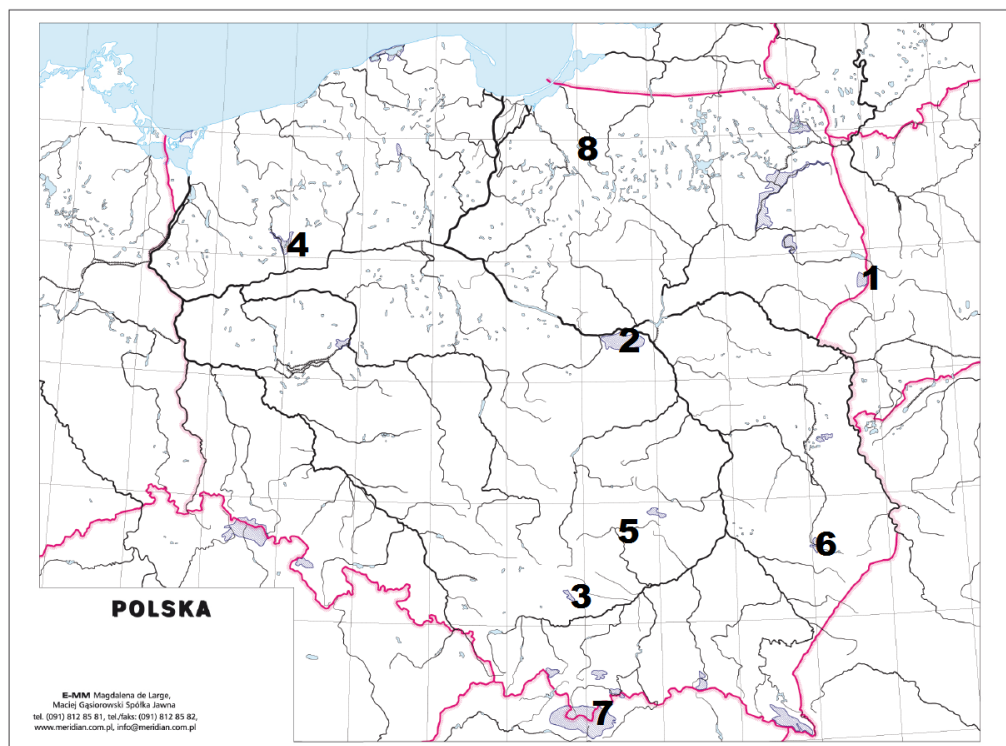 8
4
1
2
5
6
3
POLSKA
E-MM Magdalena de Large,
Maciej Gąsiorowski Spółka Jawna
tel. (091) 812 85 81, tel./faks: (091) 812 85 82,
www.meridian.com.pl, info@meridian.com.pl
7